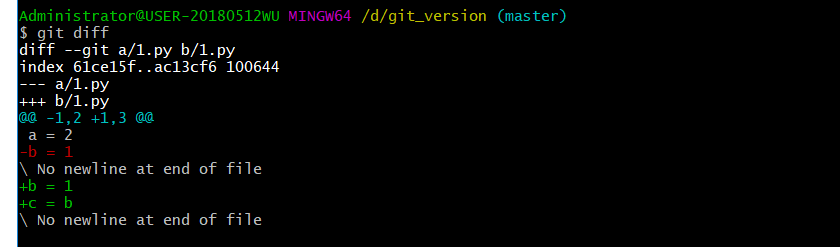 Administrator@USER-20180512WU MINGW64 /d/git_version (master)
$ git diff
diff --git a/1.py b/1.py
index 61ce15f..ac13cf6 100644
--- a/1.py
+++ b/1.py
@@ -1,2 +1,3 @@
 a = 2
-b = 1
\ No newline at end of file
+b = 1
+c = b
\ No newline at end of file